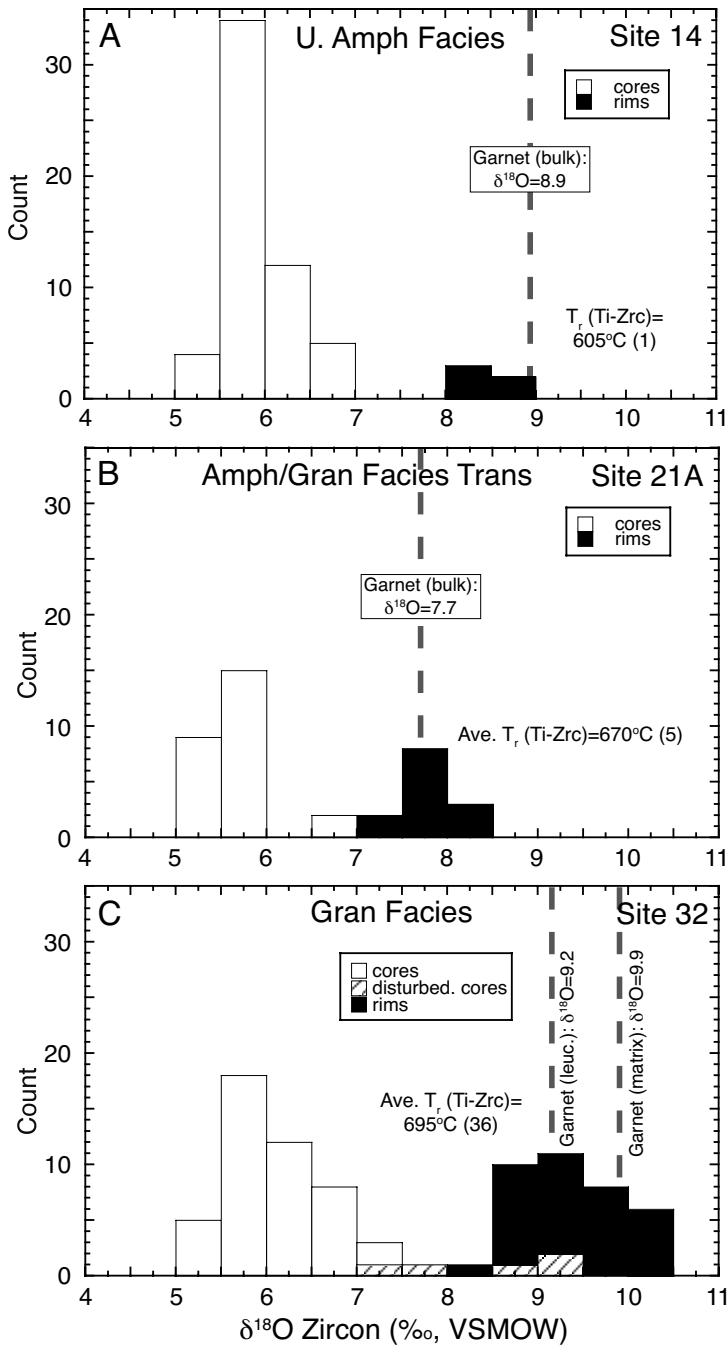 A
U. Amph Facies
Site 14
cores
rims
Garnet (bulk):
δ¹⁸O=8.9
Tᵣ (Ti-Zrc)=
605°C (1)
Count
30
20
10
0
4 5 6 7 8 9 10 11
B
Amph/Gran Facies Trans
Site 21A
cores
rims
Garnet (bulk):
δ¹⁸O=7.7
Ave. Tᵣ (Ti-Zrc)=670°C (5)
Count
30
20
10
0
4 5 6 7 8 9 10 11
C
Gran Facies
Site 32
cores
disturbed. cores
rims
Ave. Tᵣ (Ti-Zrc)=
695°C (36)
Garnet (leuc.): δ¹⁸O=9.2
Garnet (matrix): δ¹⁸O=9.9
Count
30
20
10
0
4 5 6 7 8 9 10 11
δ¹⁸O Zircon (‰, VSMOW)